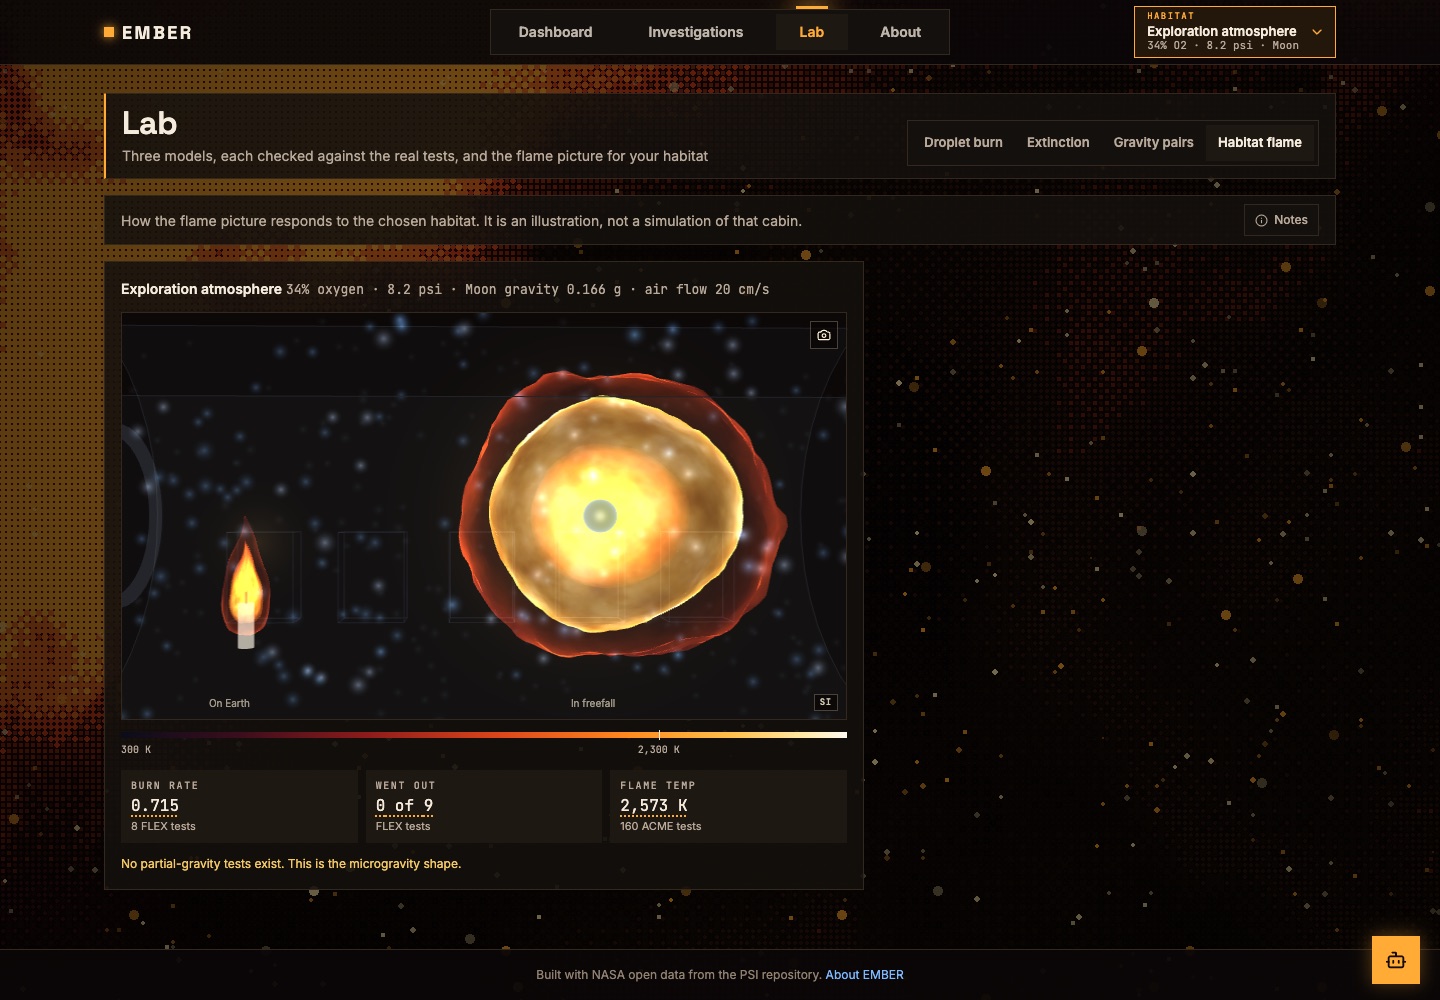 EMBER
Dashboard
Investigations
Lab
About
HABITAT
Exploration atmosphere
34% O2 · 8.2 psi · Moon
Lab
Three models, each checked against the real tests, and the flame picture for your habitat
Droplet burn
Extinction
Gravity pairs
Habitat flame
How the flame picture responds to the chosen habitat. It is an illustration, not a simulation of that cabin.
Notes
Exploration atmosphere 34% oxygen · 8.2 psi · Moon gravity 0.166 g · air flow 20 cm/s
On Earth
In freefall
SI
300 K
2,300 K
BURN RATE
0.715
8 FLEX tests
WENT OUT
0 of 9
FLEX tests
FLAME TEMP
2,573 K
160 ACME tests
No partial-gravity tests exist. This is the microgravity shape.
Built with NASA open data from the PSI repository. About EMBER